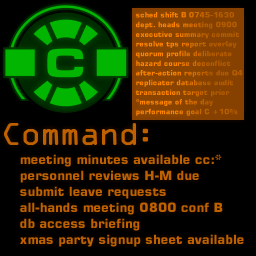 C
sched shift B 0745-1630
dept. heads meeting 0900
executive summary commit
resolve tps report overlay
quorum profile deliberate
hazard course deconflict
after-action reports due 04
replicator database audit
transaction target prior
*message of the day
performance goal C + 10%
Command:
meeting minutes available cc:*
personnel reviews H-M due
submit leave requests
all-hands meeting 0800 conf B
db access briefing
xmas party signup sheet available